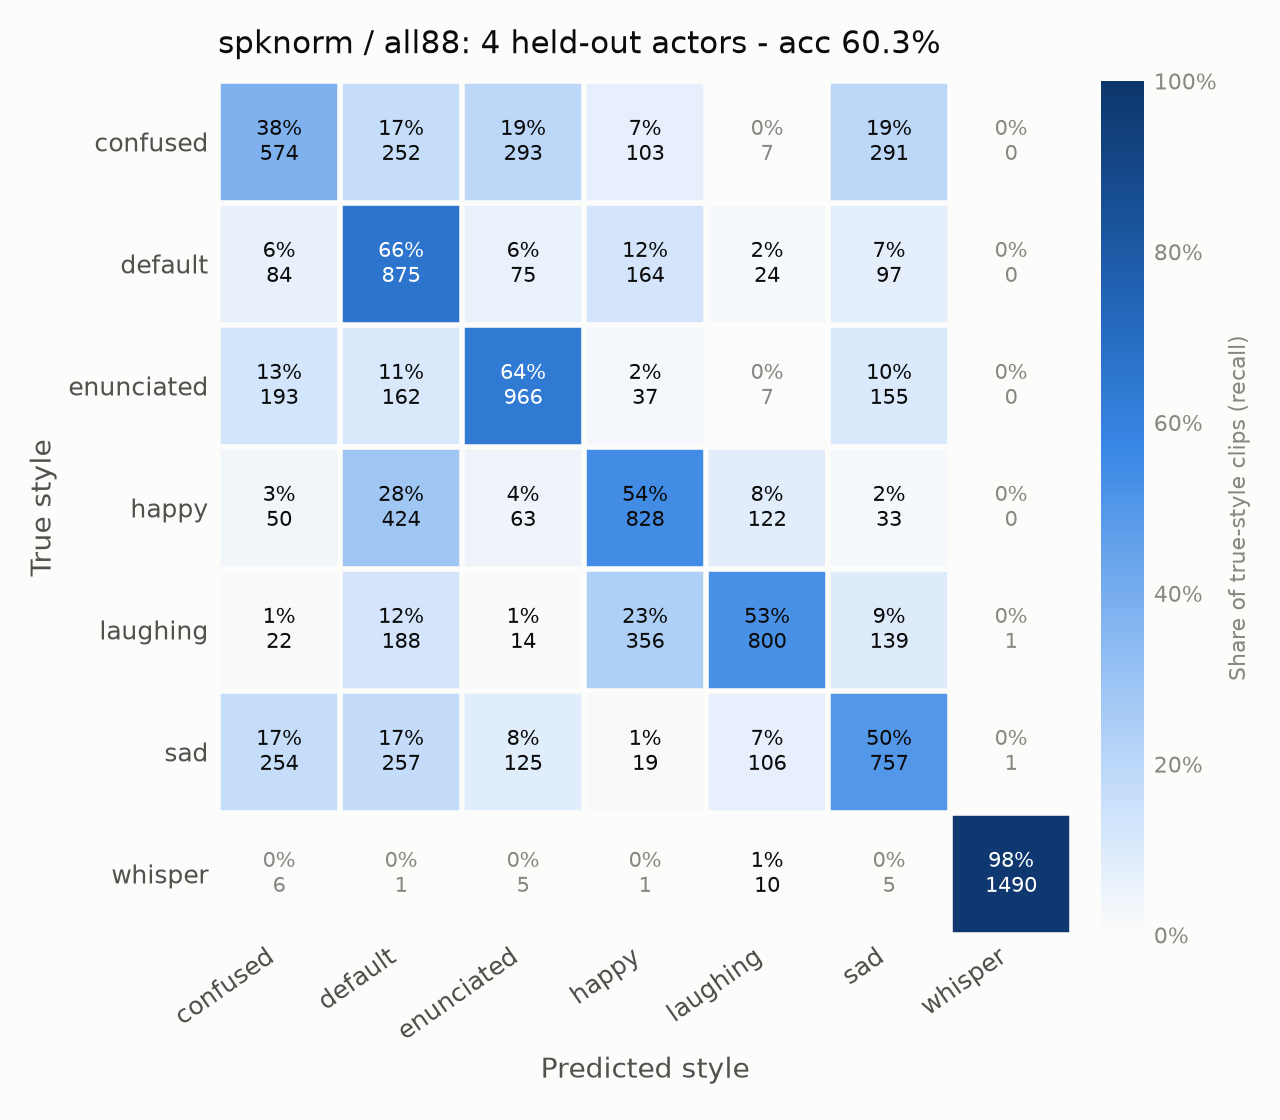 spknorm / all88: 4 held-out actors - acc 60.3%
100%
confused 38% 17% 19% 7% 0% 19% 0%
574 252 293 103 7 291 0
80%
default 6% 66% 6% 12% 2% 7% 0%
84 875 75 164 24 97 0
enunciated 13% 11% 64% 2% 0% 10% 0%
193 162 966 37 7 155 0
60%
happy 3% 28% 4% 54% 8% 2% 0%
50 424 63 828 122 33 0
40%
laughing 1% 12% 1% 23% 53% 9% 0%
22 188 14 356 800 139 1
sad 17% 17% 8% 1% 7% 50% 0%
254 257 125 19 106 757 1
20%
whisper 0% 0% 0% 0% 1% 0% 98%
6 1 5 1 10 5 1490
0%
True style
Share of true-style clips (recall)
confused default enunciated happy laughing sad whisper
Predicted style